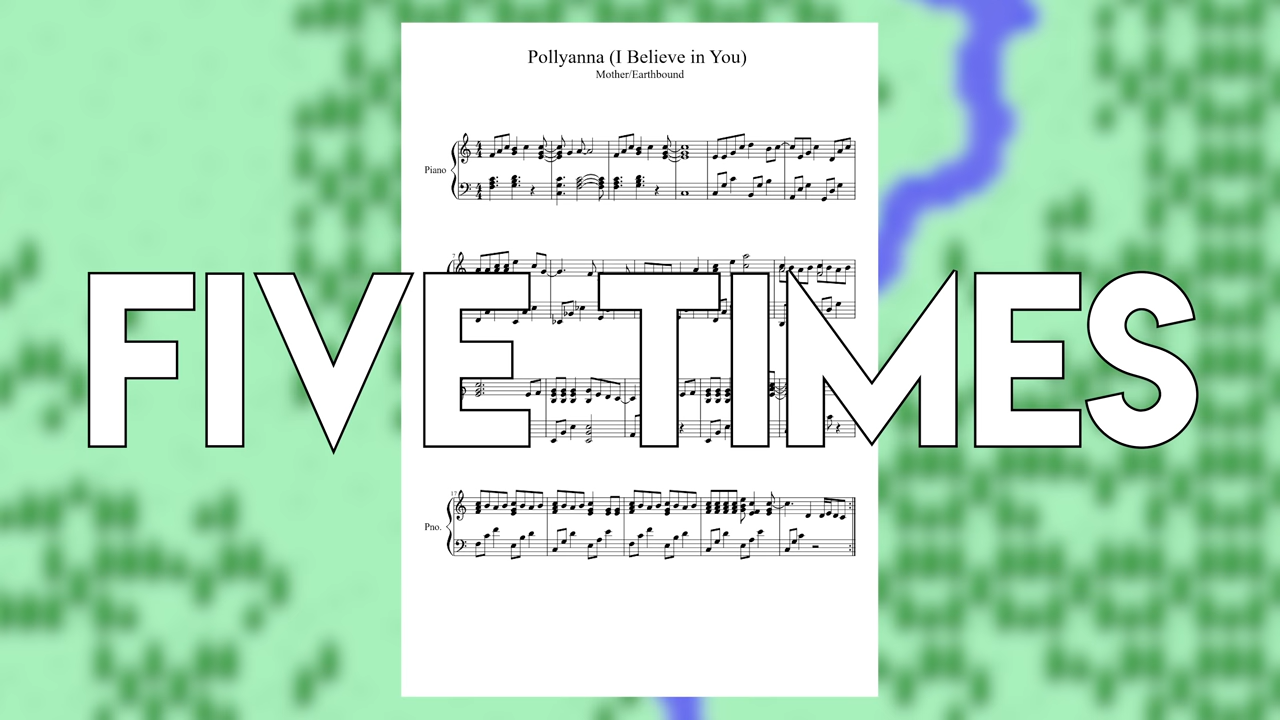 Pollyanna (I Believe in You)
Mother/Earthbound
Piano
FIVE TIMES
Pno.